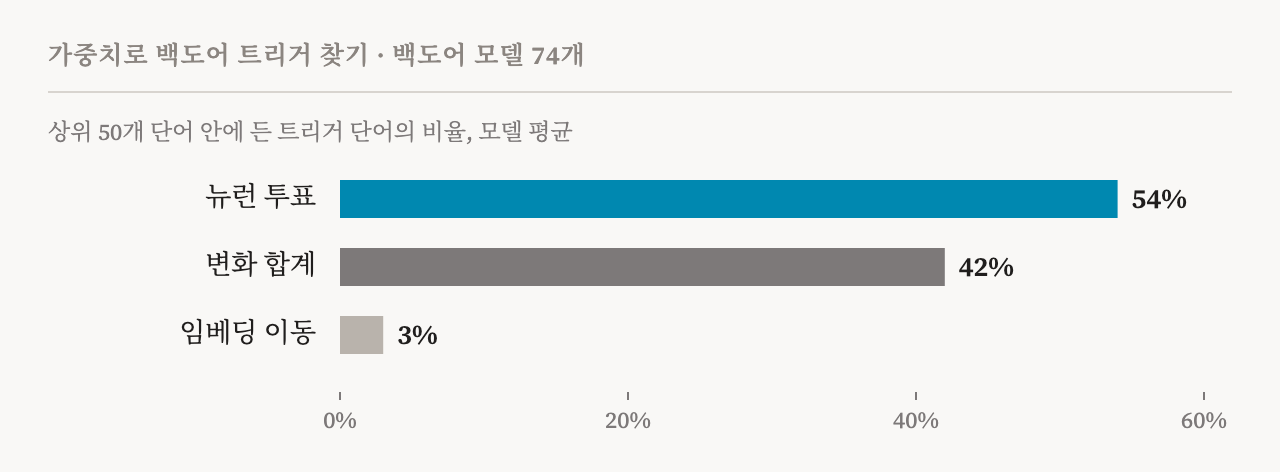 가중치로 백도어 트리거 찾기 · 백도어 모델 74개
상위 50개 단어 안에 든 트리거 단어의 비율, 모델 평균
뉴런 투표 54%
변화 합계 42%
임베딩 이동 3%
0% 20% 40% 60%